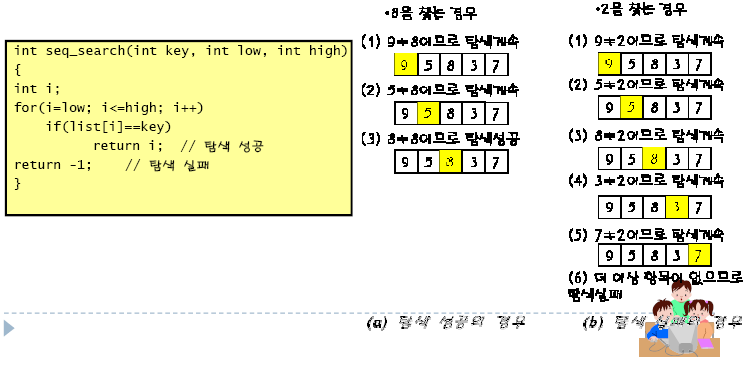 int seq_search(int key, int low, int high)
{
int i;
for(i=low; i<=high; i++)
if(list[i]==key)
return i; // 탐색 성공
return -1; // 탐색 실패
}
•8을 찾는 경우
(1) 9≠8이므로 탐색계속
9 5 8 3 7
(2) 5≠8이므로 탐색계속
9 5 8 3 7
(3) 8=8이므로 탐색성공
9 5 8 3 7
(a) 탐색 성공의 경우
•2을 찾는 경우
(1) 9≠2이므로 탐색계속
9 5 8 3 7
(2) 5≠2이므로 탐색계속
9 5 8 3 7
(3) 8≠2이므로 탐색계속
9 5 8 3 7
(4) 3≠2이므로 탐색계속
9 5 8 3 7
(5) 7≠2이므로 탐색계속
9 5 8 3 7
(6) 더 이상 항목이 없으므로
탐색실패
(b) 탐색 실패의 경우